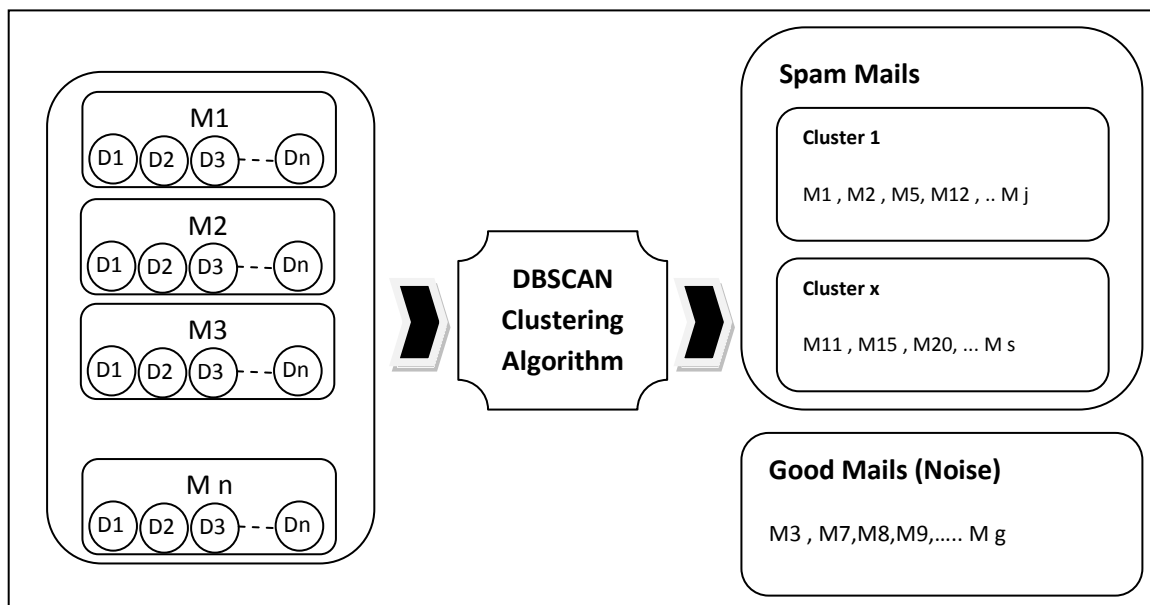 M1
D1 D2 D3 --- Dn
M2
D1 D2 D3 --- Dn
M3
D1 D2 D3 --- Dn
M n
D1 D2 D3 --- Dn
DBSCAN
Clustering
Algorithm
Spam Mails
Cluster 1
M1 , M2 , M5, M12 , .. M j
Cluster x
M11 , M15 , M20, ... M s
Good Mails (Noise)
M3 , M7,M8,M9,..... M g